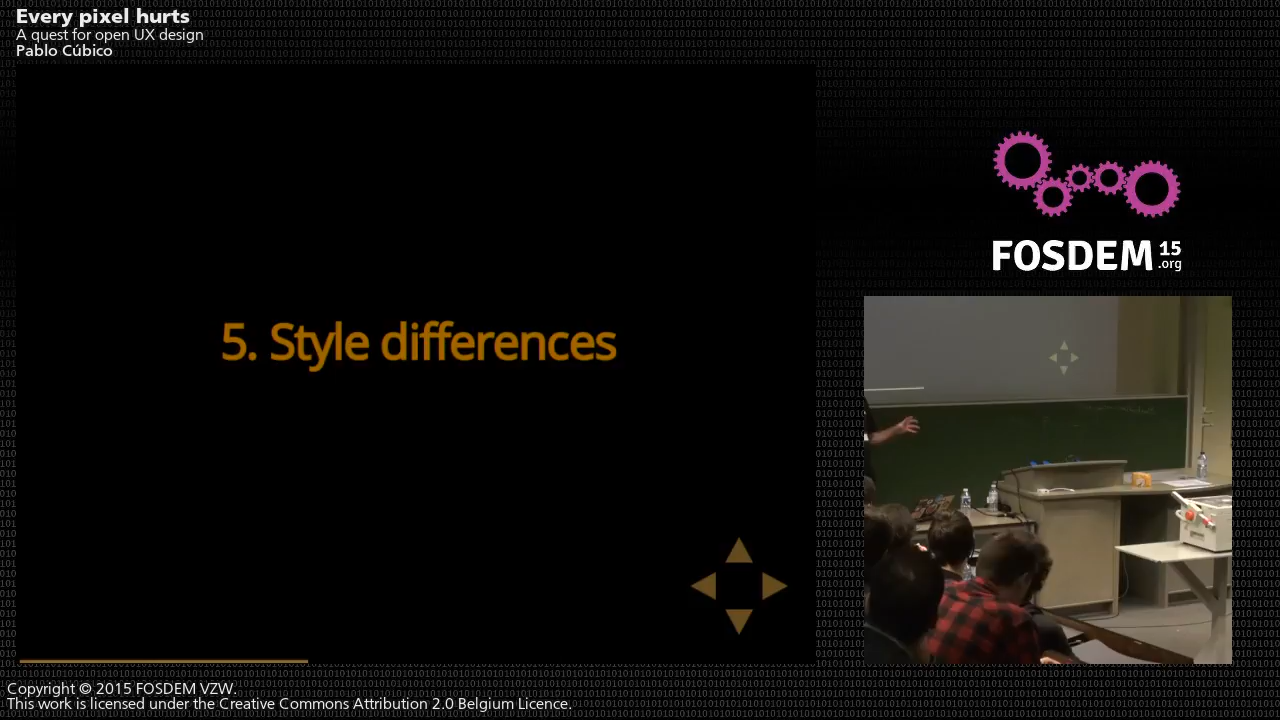 Every pixel hurts
A quest for open UX design
Pablo Cúbico
5. Style differences
FOSDEM 15
.org
Copyright © 2015 FOSDEM VZW.
This work is licensed under the Creative Commons Attribution 2.0 Belgium Licence.